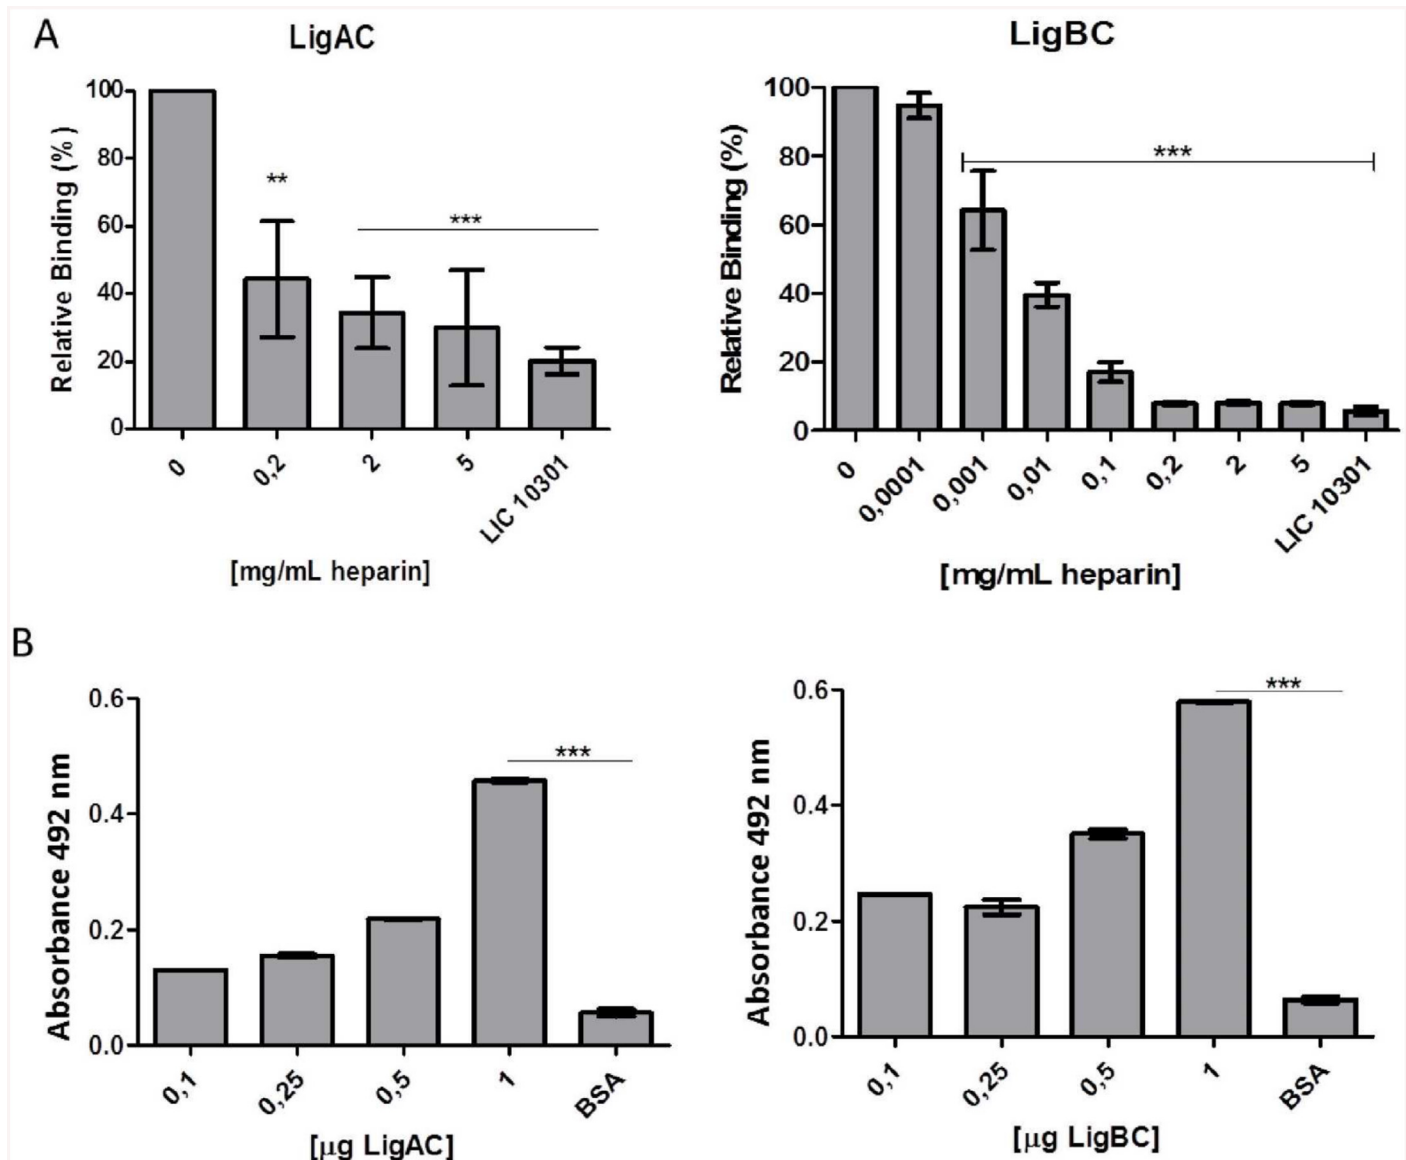 A
LigAC
LigBC
Relative Binding (%)
100
80
60
40
20
0
**
***
0
0,2
2
5
LIC 10301
[mg/mL heparin]
Relative Binding (%)
100
80
60
40
20
0
***
0
0,0001
0,001
0,01
0,1
0,2
2
5
LIC 10301
[mg/mL heparin]
B
Absorbance 492 nm
0.6
0.4
0.2
0.0
***
0,1
0,25
0,5
1
BSA
[μg LigAC]
Absorbance 492 nm
0.6
0.4
0.2
0.0
***
0,1
0,25
0,5
1
BSA
[μg LigBC]